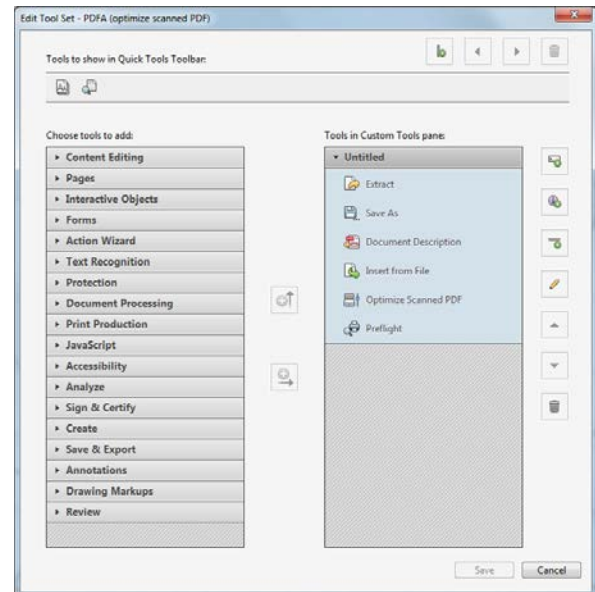 Edit Tool Set - PDFA (optimize scanned PDF)
Tools to show in Quick Tools Toolbar:
Choose tools to add:
Content Editing
Pages
Interactive Objects
Forms
Action Wizard
Text Recognition
Protection
Document Processing
Print Production
JavaScript
Accessibility
Analyze
Sign & Certify
Create
Save & Export
Annotations
Drawing Markups
Review
Tools in Custom Tools pane:
Untitled
Extract
Save As
Document Description
Insert from File
Optimize Scanned PDF
Preflight
Save
Cancel